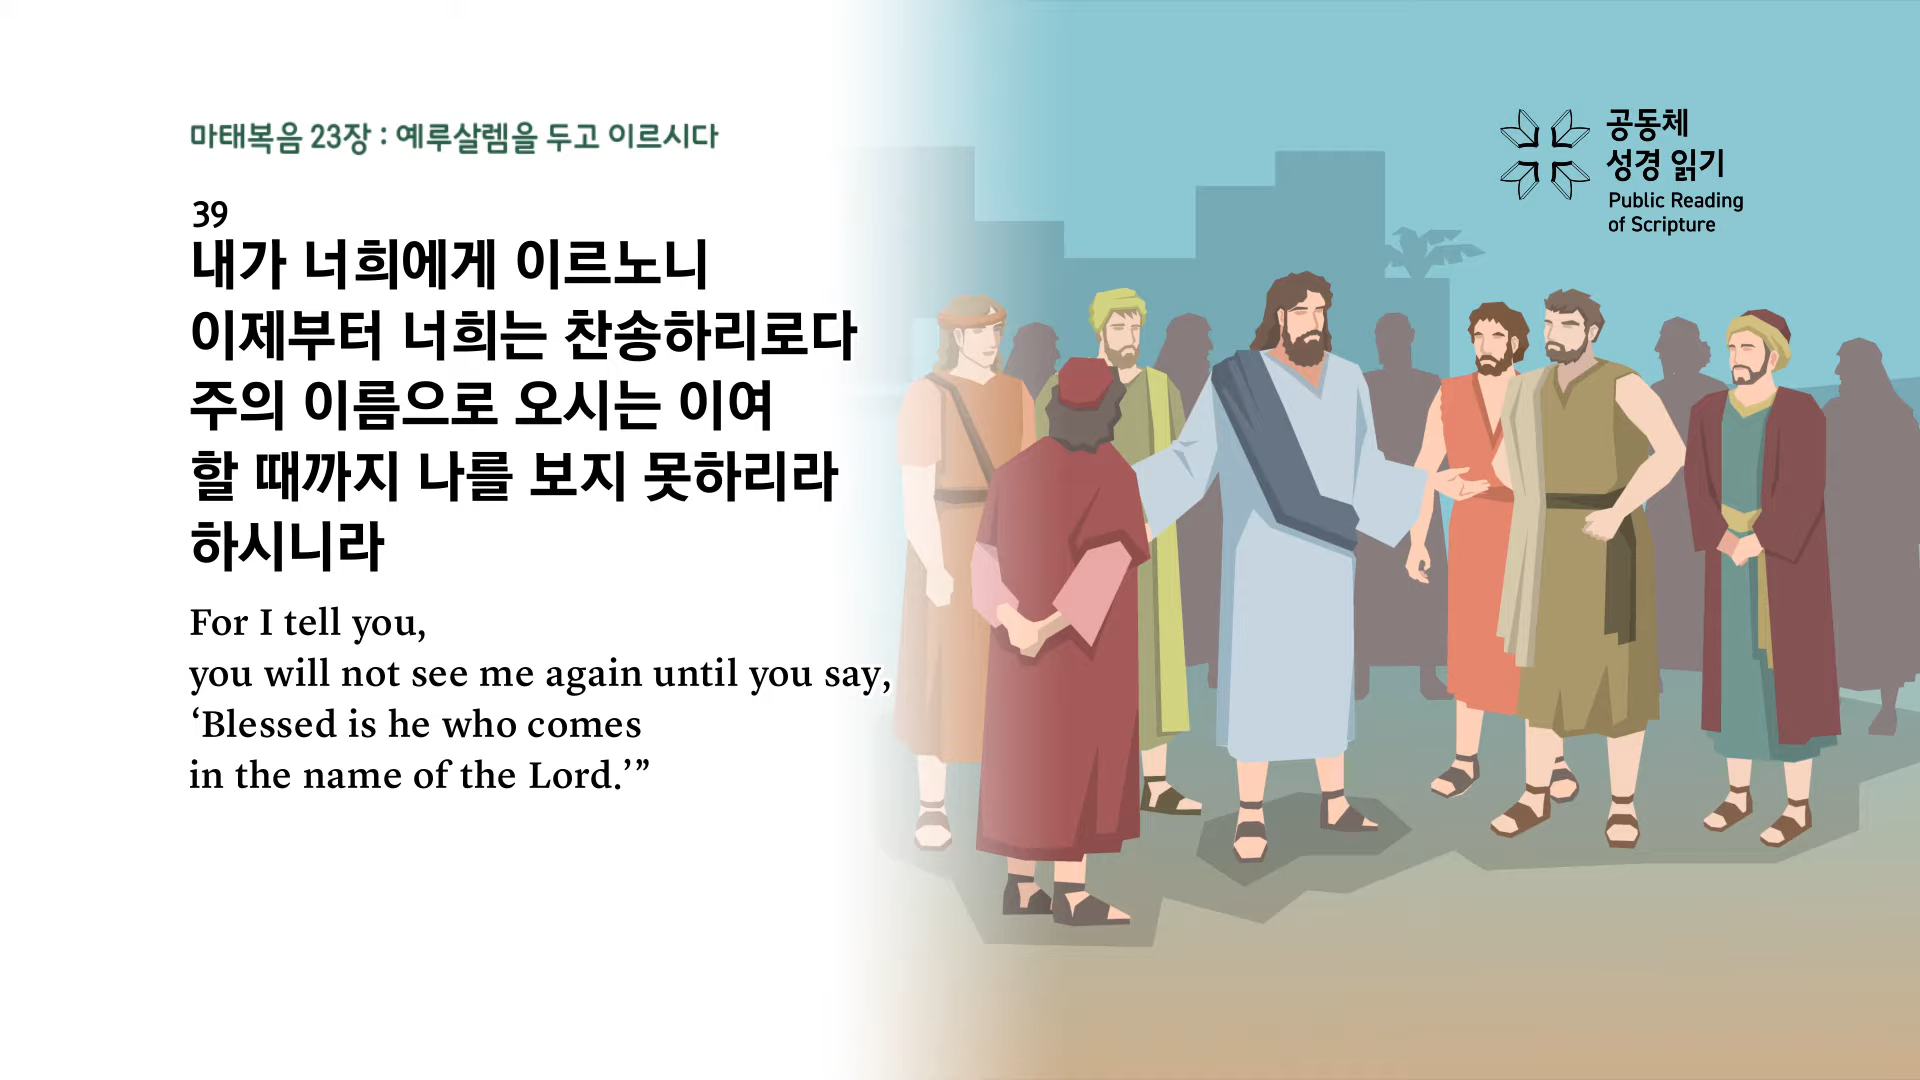 마태복음 23장 : 예루살렘을 두고 이르시다
39
내가 너희에게 이르노니
이제부터 너희는 찬송하리로다
주의 이름으로 오시는 이여
할 때까지 나를 보지 못하리라
하시니라
For I tell you,
you will not see me again until you say,
‘Blessed is he who comes
in the name of the Lord.’”
공동체
성경 읽기
Public Reading
of Scripture